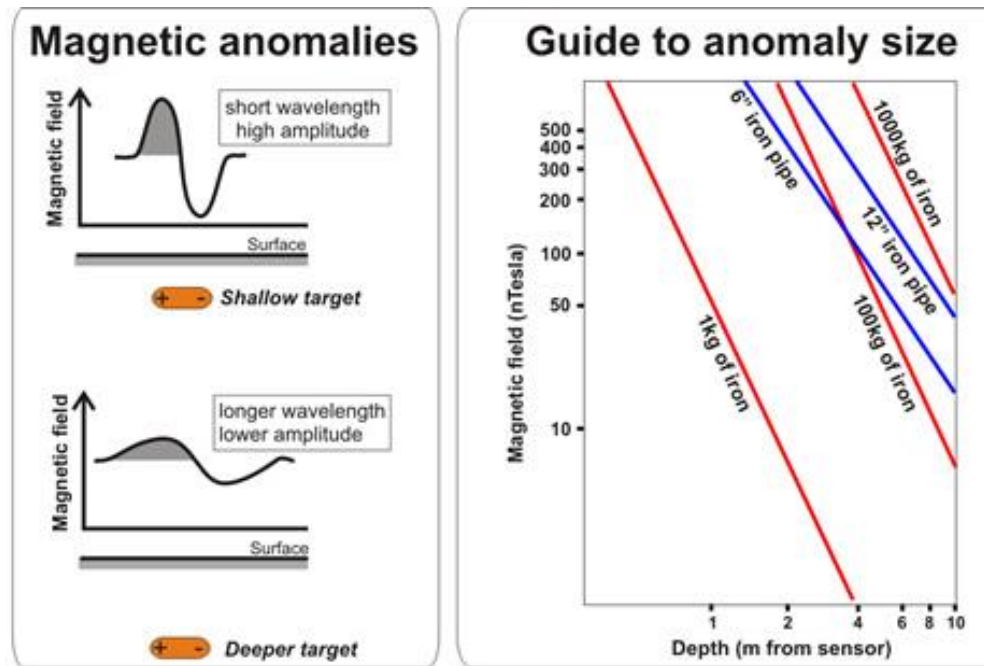 Magnetic anomalies
Magnetic field
short wavelength
high amplitude
Surface
+ -
Shallow target
Magnetic field
longer wavelength
lower amplitude
Surface
+ -
Deeper target
Guide to anomaly size
Magnetic field (nTesla)
500
400
300
200
100
50
10
6" iron pipe
1000kg of iron
12" iron pipe
1kg of iron
100kg of iron
1 2 4 6 8 10
Depth (m from sensor)